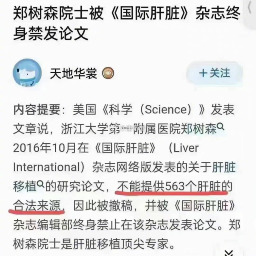 郑树森院士被《国际肝脏》杂志终
身禁发论文
天地华裳
+关注
内容提要：美国《科学（Science）》发表
文章说，浙江大学第一附属医院郑树森
2016年10月在《国际肝脏》（Liver
International）杂志网络版发表的关于肝脏
移植的研究论文，不能提供563个肝脏的
合法来源，因此被撤稿，并被《国际肝脏》
杂志编辑部终身禁止在该杂志发表论文。郑
树森院士是肝脏移植顶尖专家。